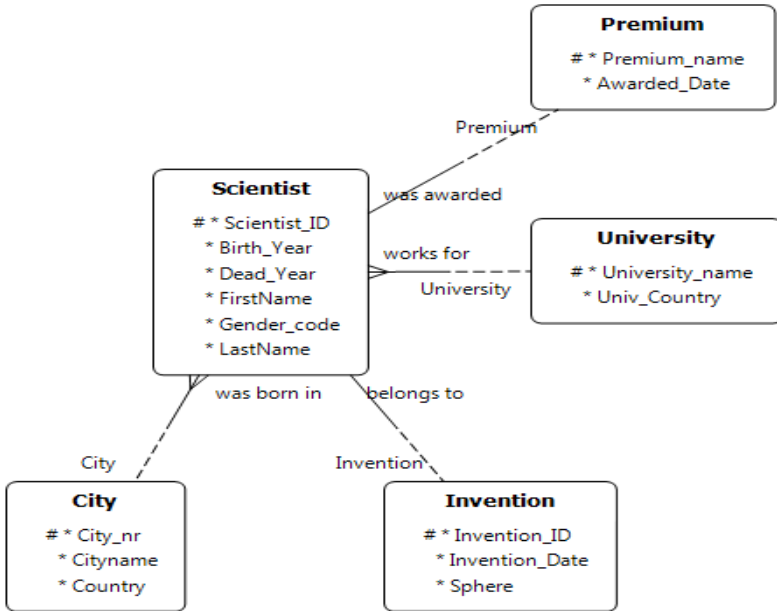 Premium
# * Premium_name
* Awarded_Date
Premium
was awarded
Scientist
# * Scientist_ID
* Birth_Year
* Dead_Year
* FirstName
* Gender_code
* LastName
works for
University
University
# * University_name
* Univ_Country
was born in
belongs to
City
Invention
City
# * City_nr
* Cityname
* Country
Invention
# * Invention_ID
* Invention_Date
* Sphere